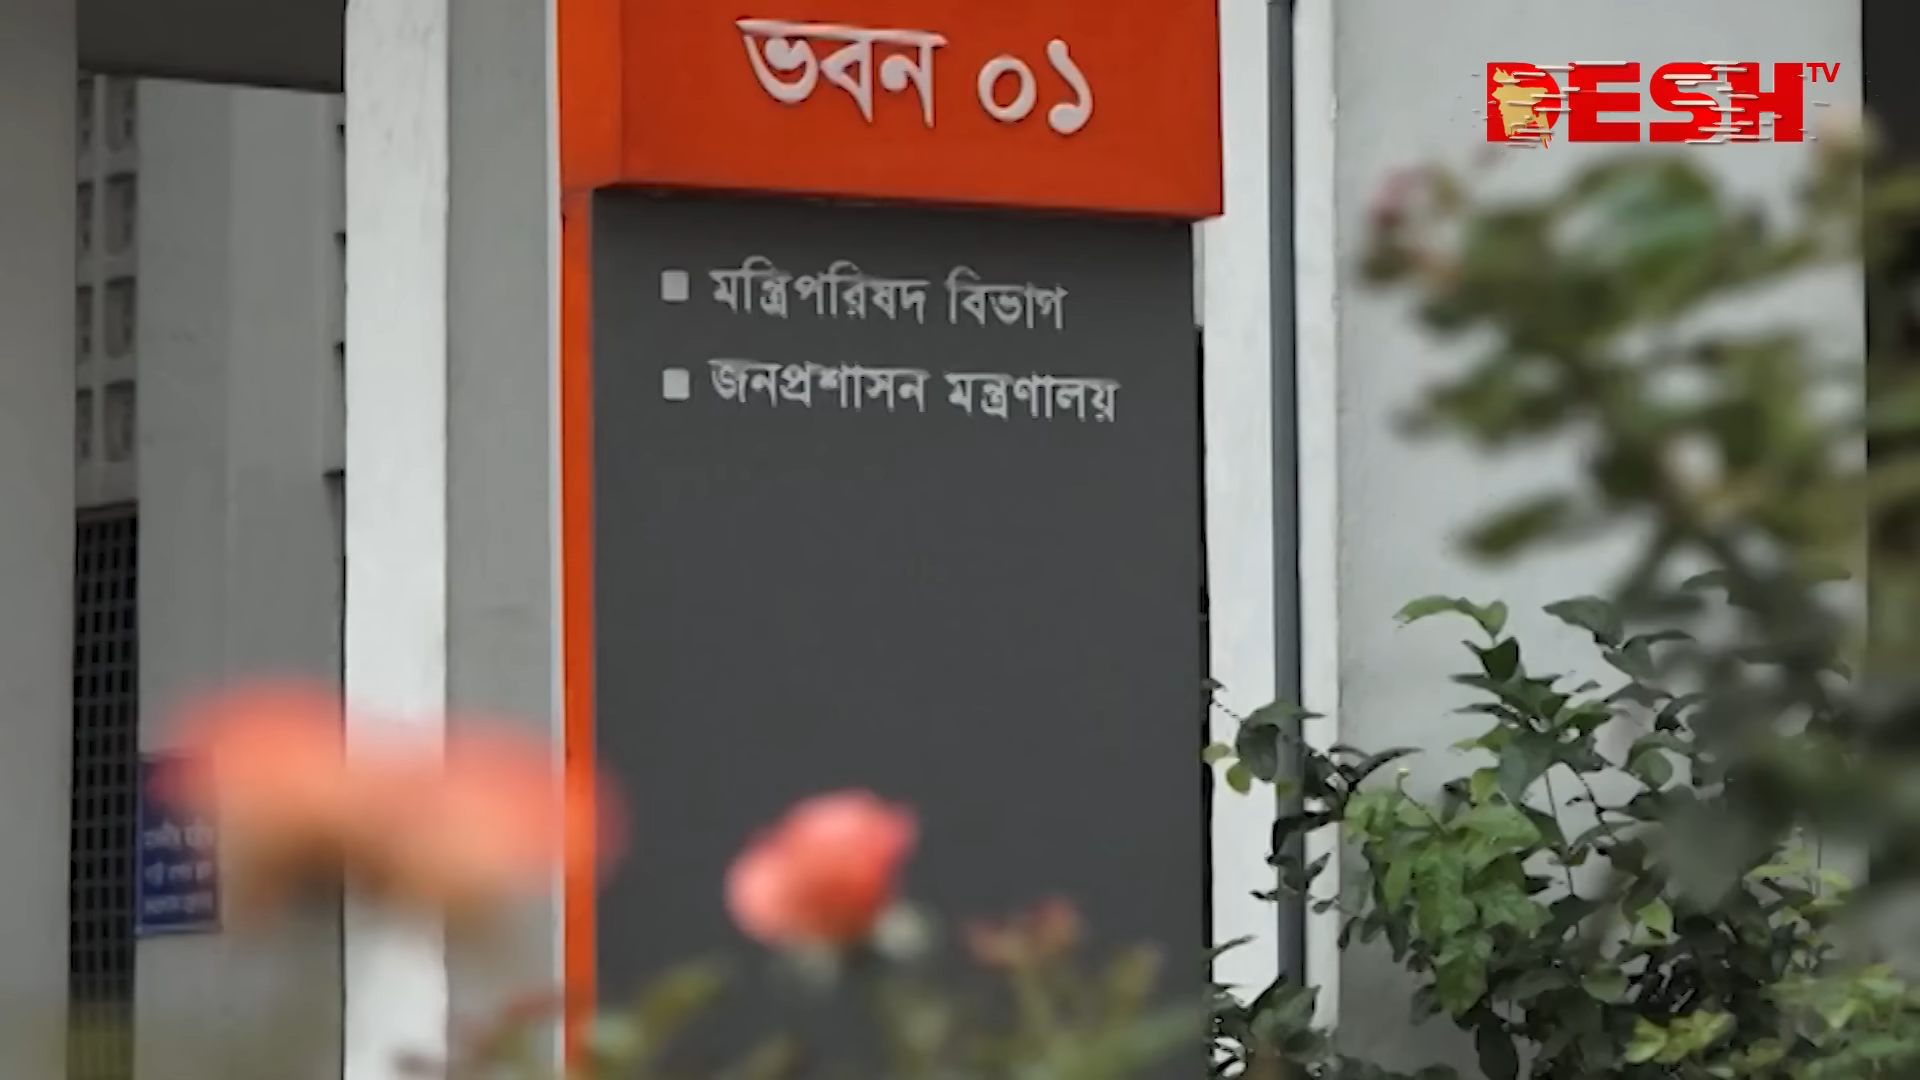 ভবন ০১
DESH TV
মন্ত্রিপরিষদ বিভাগ
জনপ্রশাসন মন্ত্রণালয়